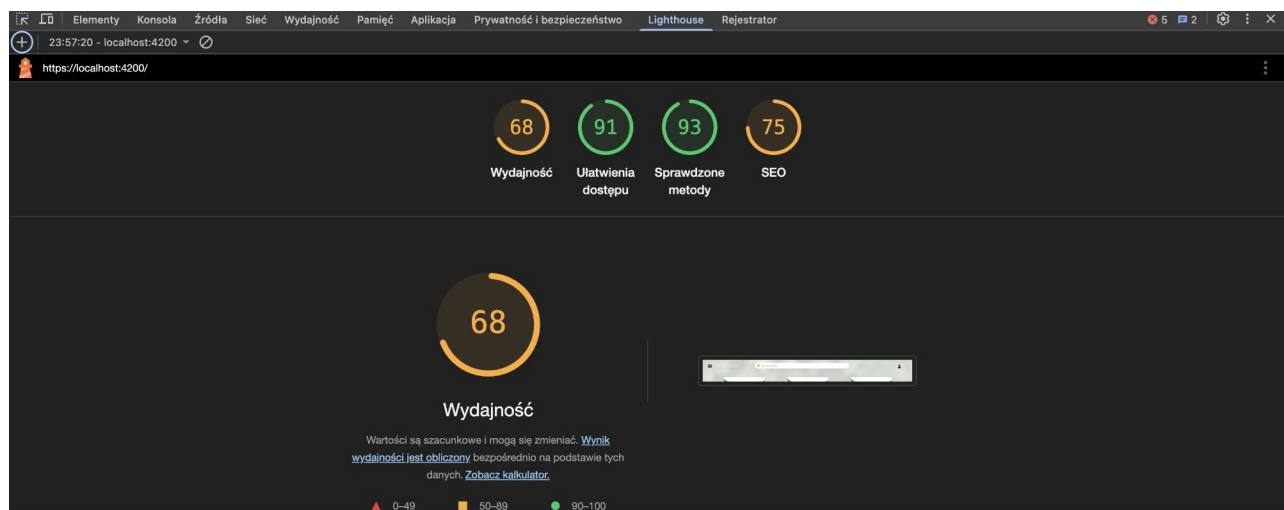 Elementy Konsola Źródła Sieć Wydajność Pamięć Aplikacja Prywatność i bezpieczeństwo Lighthouse Rejestrator 5 2
23:57:20 - localhost:4200
https://localhost:4200/
68 91 93 75
Wydajność Ułatwienia dostępu Sprawdzone metody SEO
68
Wydajność
Wartości są szacunkowe i mogą się zmieniać. Wynik
wydajności jest obliczony bezpośrednio na podstawie tych
danych. Zobacz kalkulator.
0–49 50–89 90–100